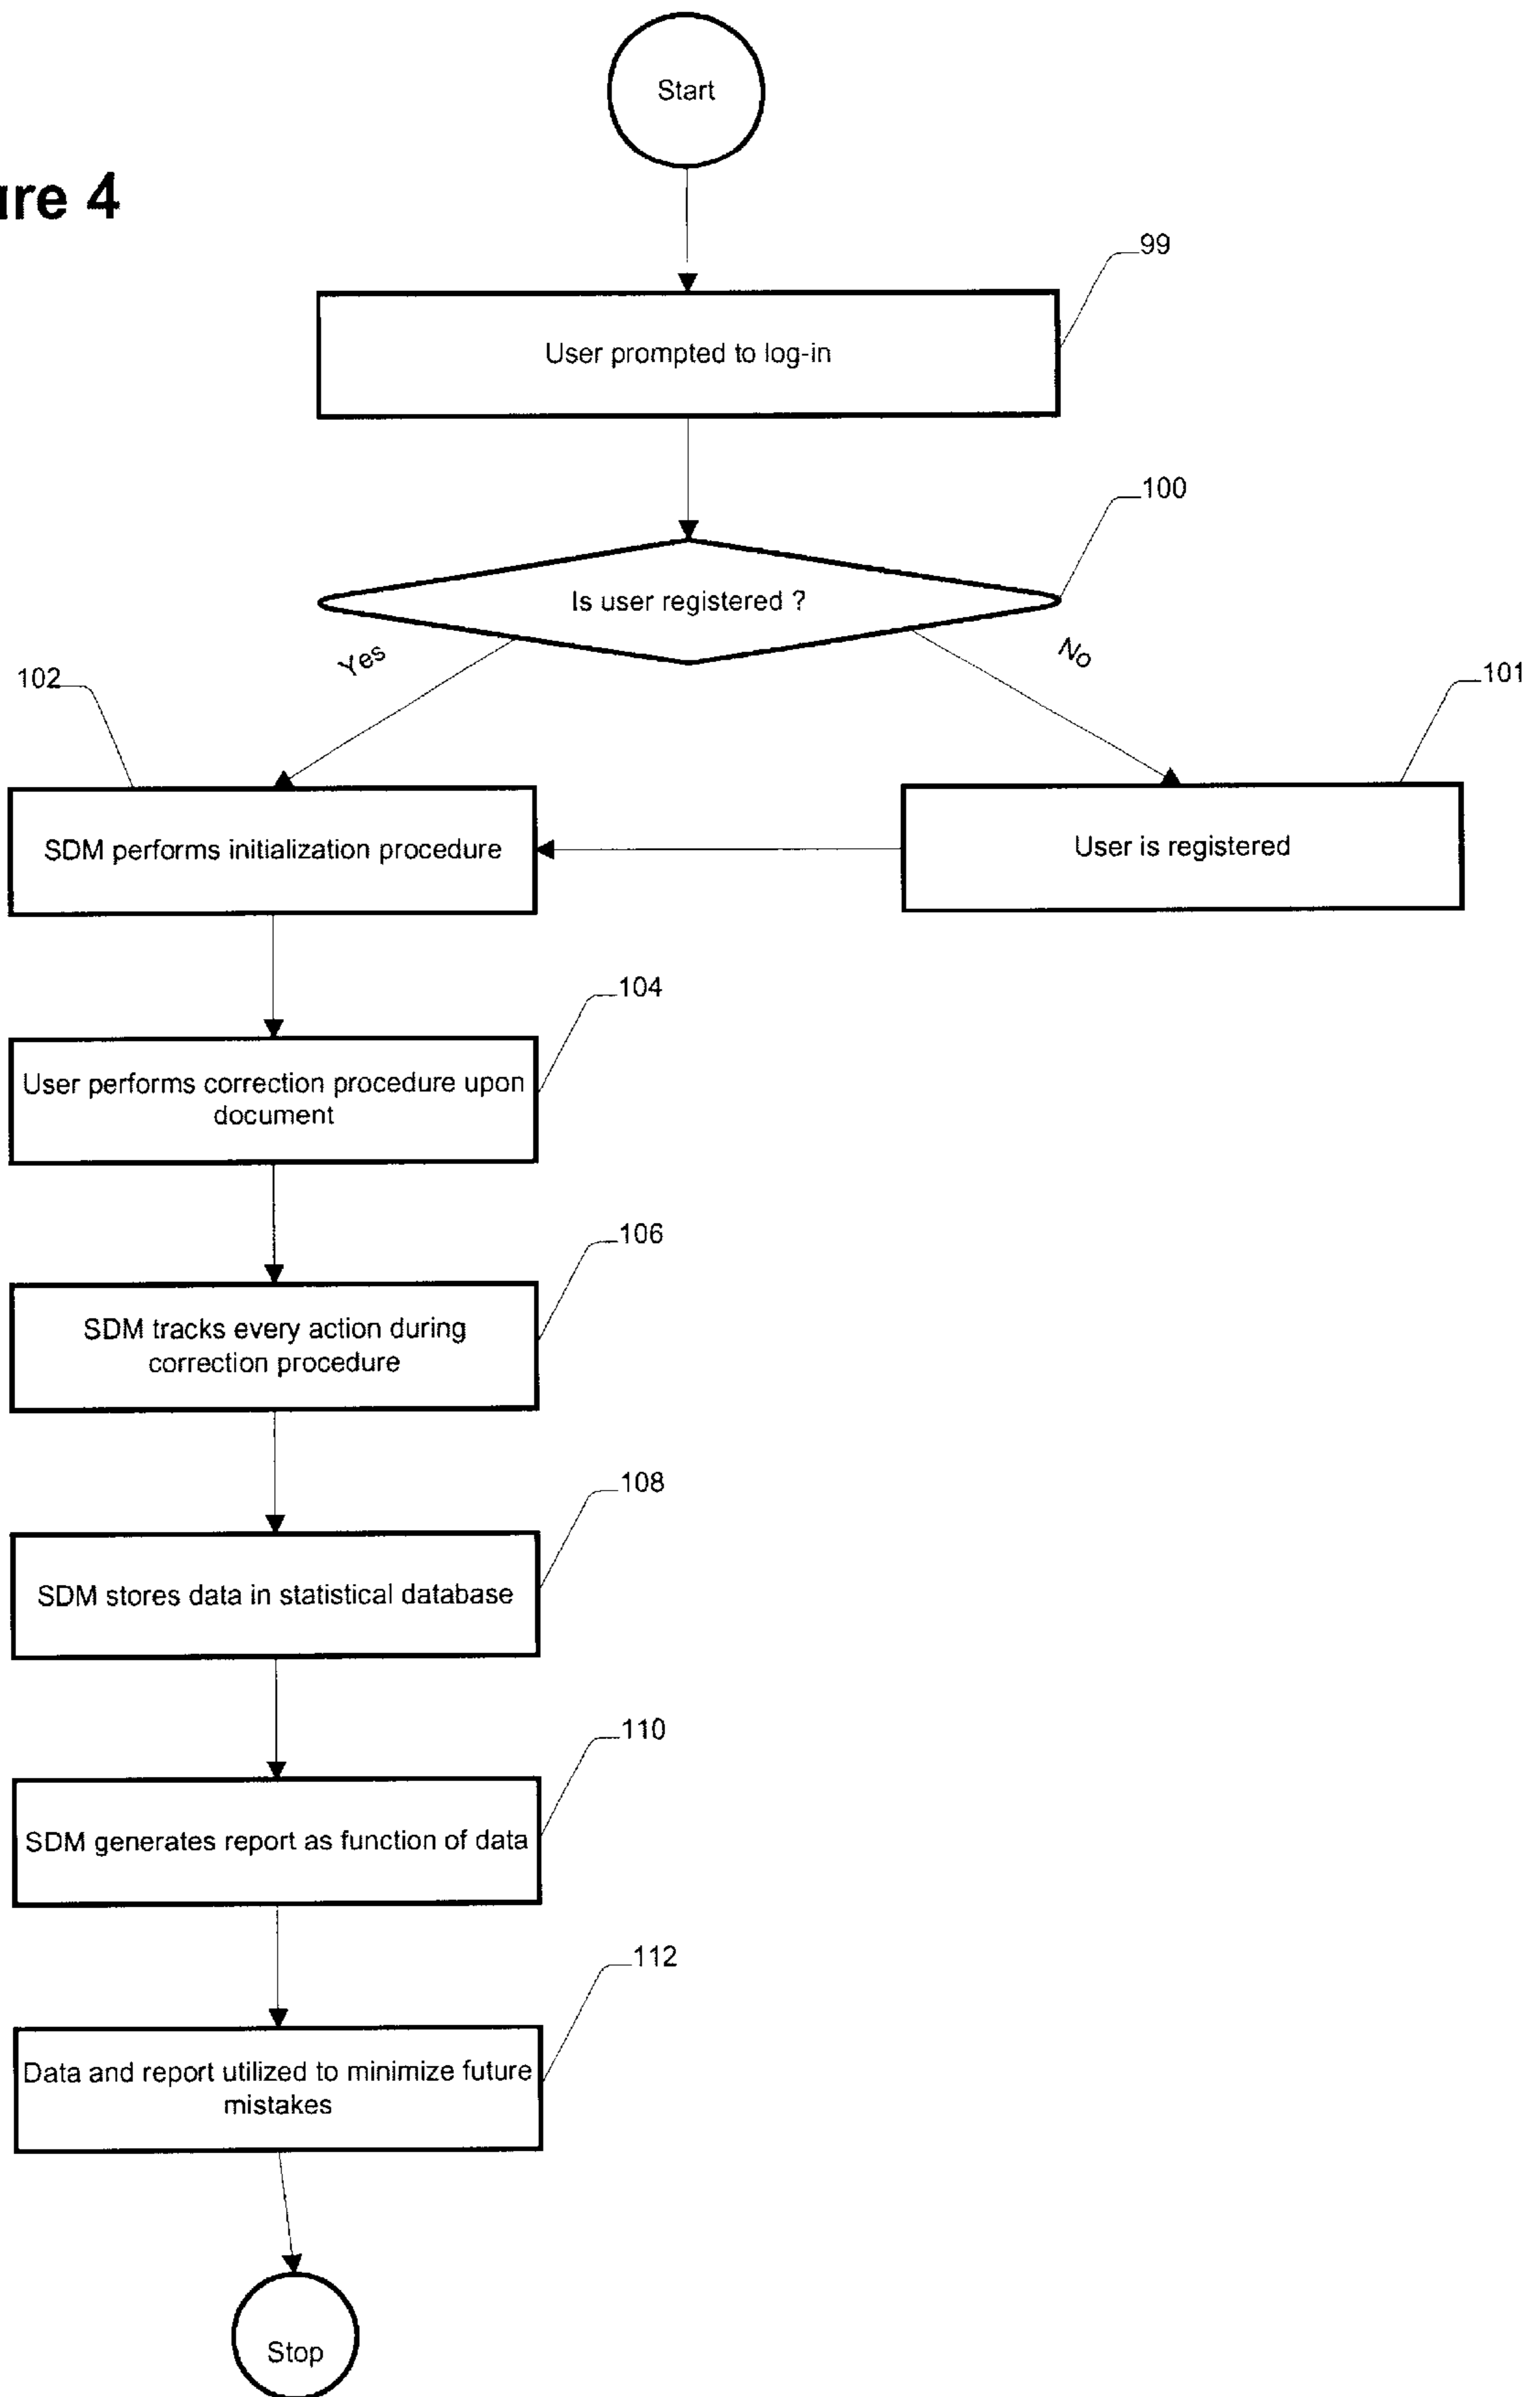 Start
ure 4
99
User prompted to log-in
100
Is user registered ?
Yes
No
102
101
SDM performs initialization procedure
User is registered
104
User performs correction procedure upon
document
106
SDM tracks every action during
correction procedure
108
SDM stores data in statistical database
110
SDM generates report as function of data
112
Data and report utilized to minimize future
mistakes
Stop